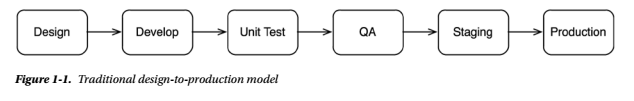 Design Develop Unit Test QA Staging Production
Figure 1-1. Traditional design-to-production model